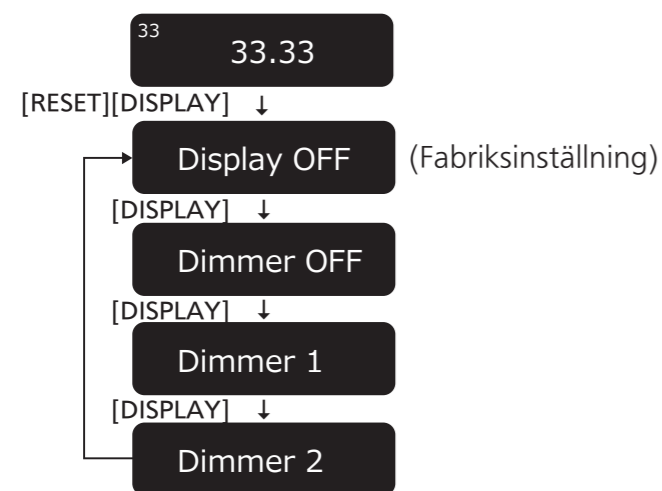 33
33.33
[RESET][DISPLAY] ↓
Display OFF (Fabriksinställning)
[DISPLAY] ↓
Dimmer OFF
[DISPLAY] ↓
Dimmer 1
[DISPLAY] ↓
Dimmer 2